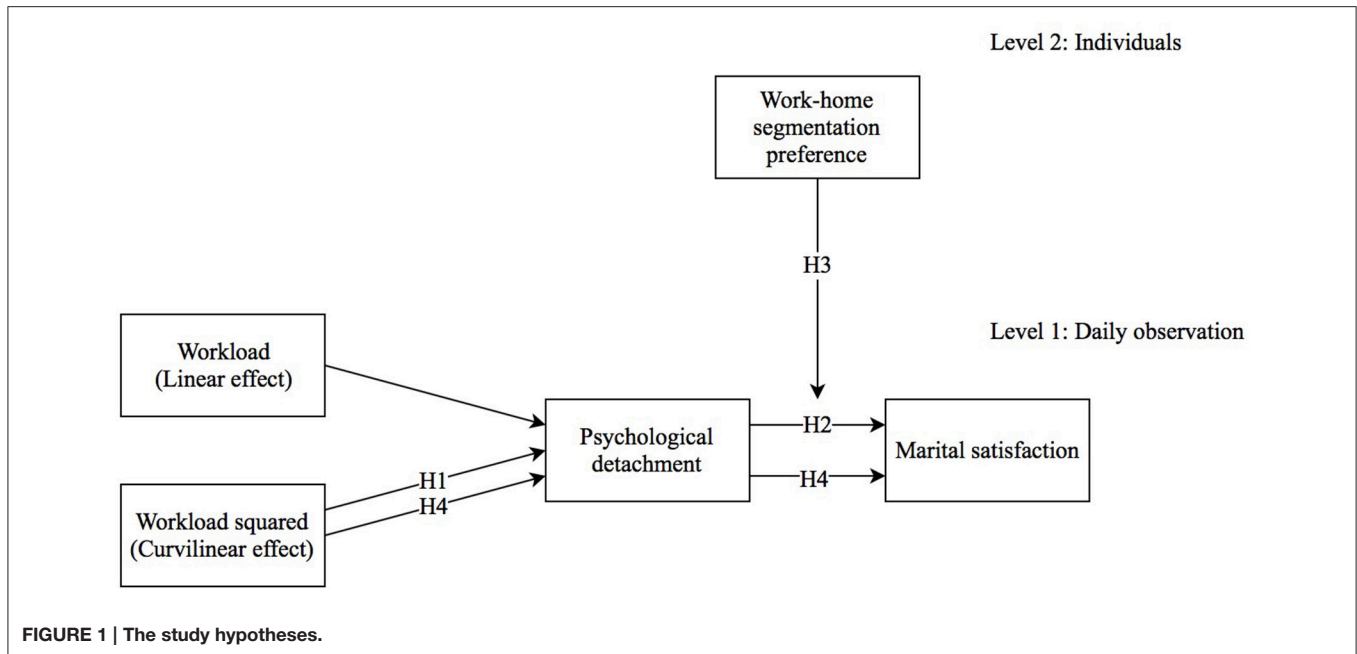 Level 2: Individuals
Work-home
segmentation
preference
H3
Level 1: Daily observation
Workload
(Linear effect)
Psychological
detachment
H2
Marital satisfaction
H4
H1
H4
Workload squared
(Curvilinear effect)
FIGURE 1 | The study hypotheses.